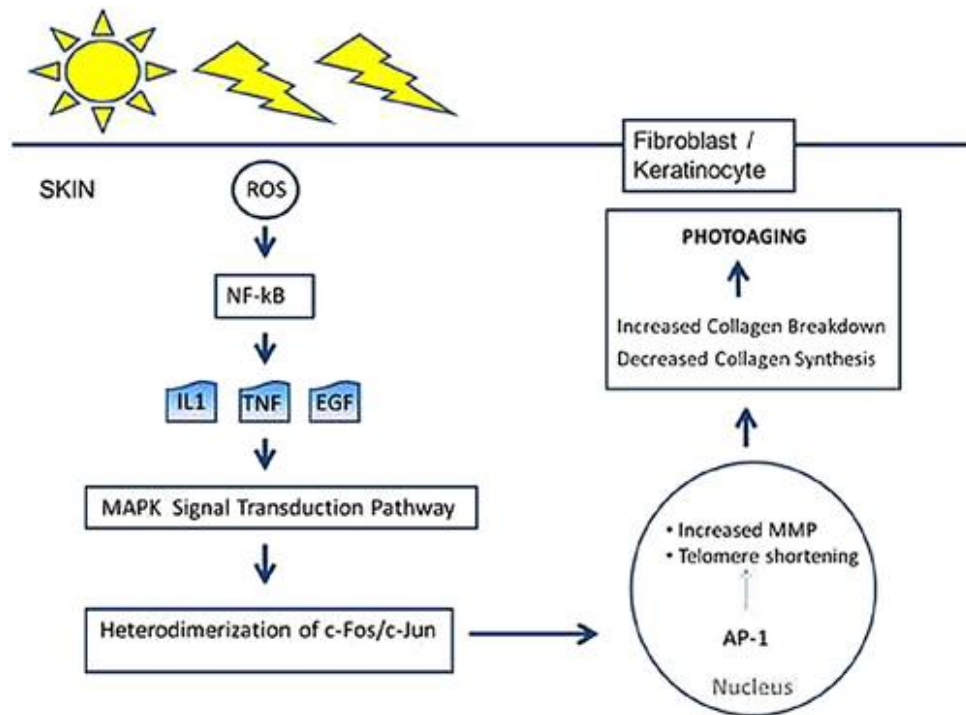 SKIN
ROS
NF-kB
IL1 TNF EGF
MAPK Signal Transduction Pathway
Heterodimerization of c-Fos/c-Jun
Fibroblast /
Keratinocyte
PHOTOAGING
Increased Collagen Breakdown
Decreased Collagen Synthesis
• Increased MMP
• Telomere shortening
AP-1
Nucleus